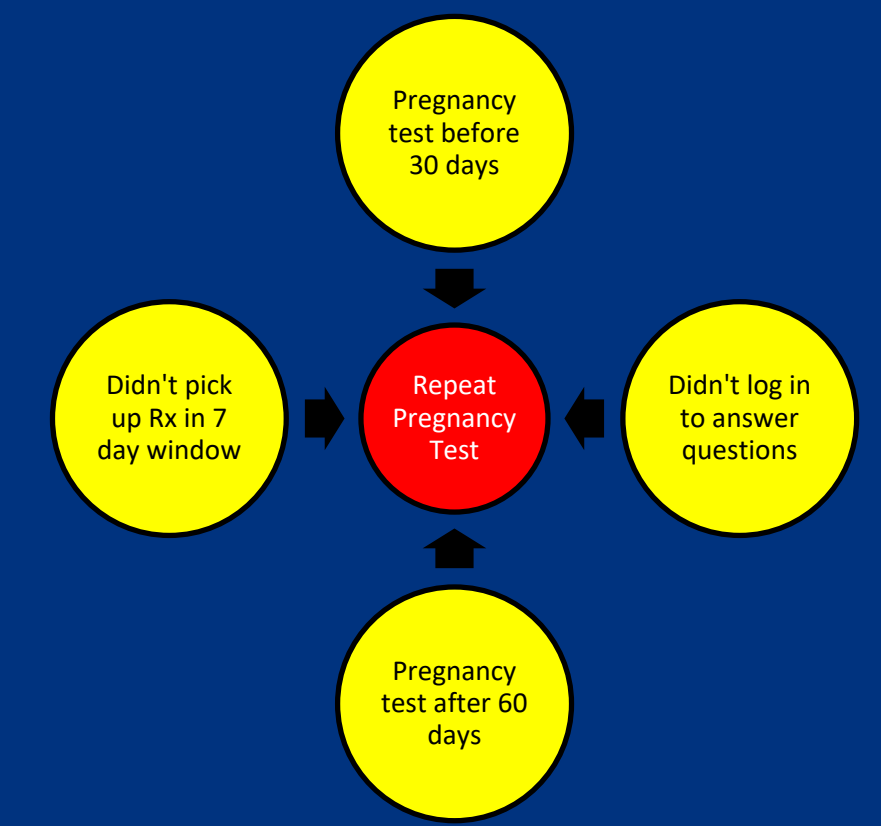 Pregnancy
test before
30 days
Didn't pick
up Rx in 7
day window
Repeat
Pregnancy
Test
Didn't log in
to answer
questions
Pregnancy
test after 60
days